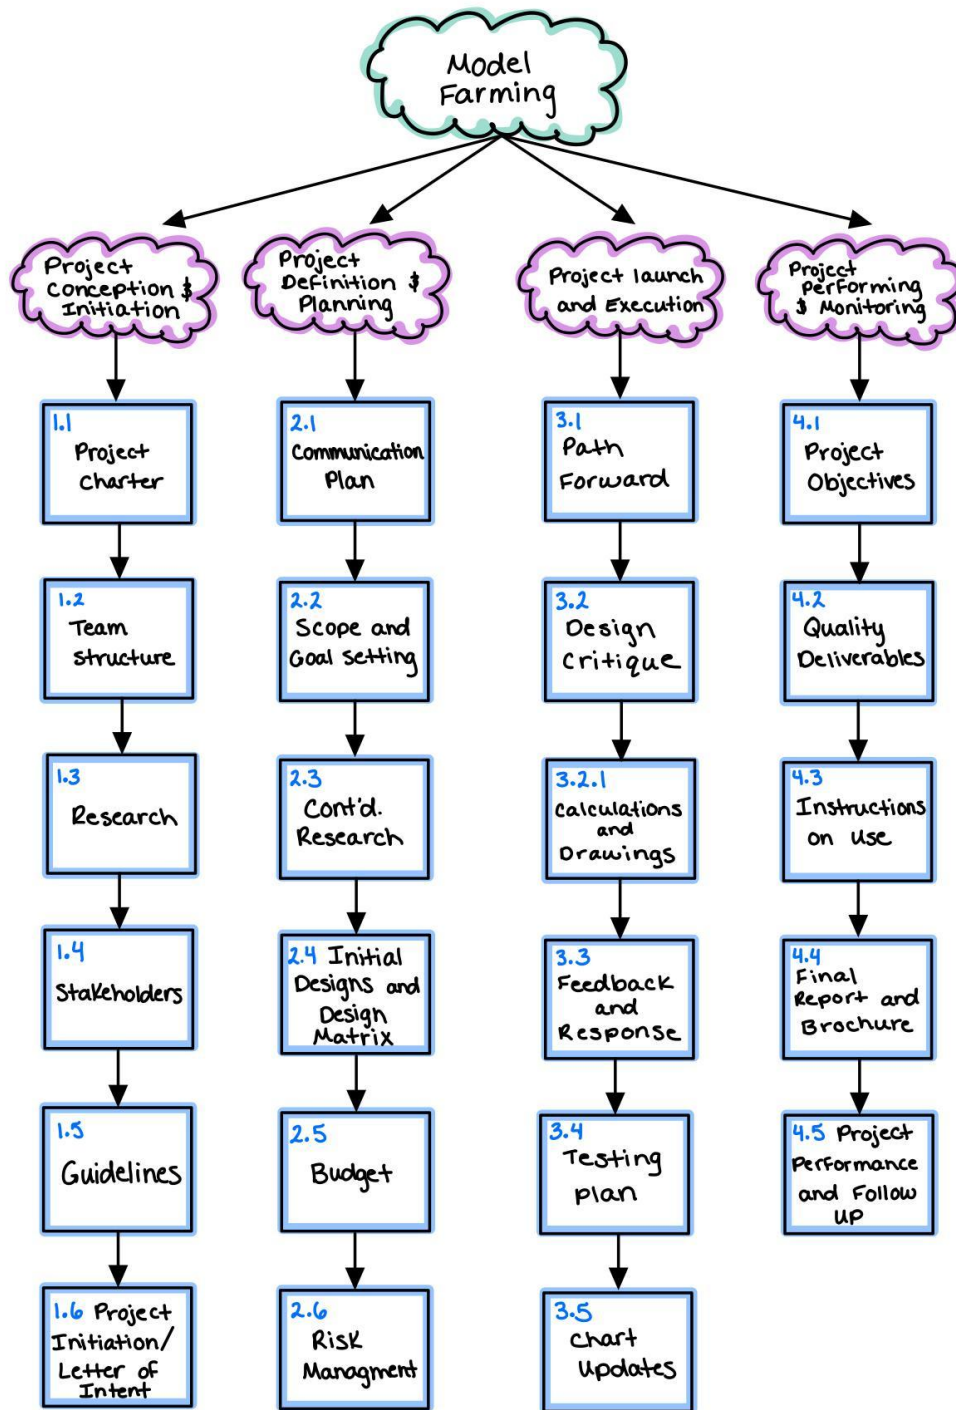 Model
Farming
Project
Conception &
Initiation
Project
Definition &
Planning
Project launch
and Execution
Project
Performing
& Monitoring
1.1
Project
Charter
1.2
Team
structure
1.3
Research
1.4
Stakeholders
1.5
Guidelines
1.6 Project
Initiation/
Letter of
Intent
2.1
Communication
Plan
2.2
Scope and
Goal Setting
2.3
Cont'd.
Research
2.4 Initial
Designs and
Design
Matrix
2.5
Budget
2.6
Risk
Managment
3.1
Path
Forward
3.2
Design
Critique
3.2.1
Calculations
and
Drawings
3.3
Feedback
and
Response
3.4
Testing
plan
3.5
Chart
Updates
4.1
Project
Objectives
4.2
Quality
Deliverables
4.3
Instructions
on Use
4.4
Final
Report and
Brochure
4.5 Project
Performance
and Follow
UP